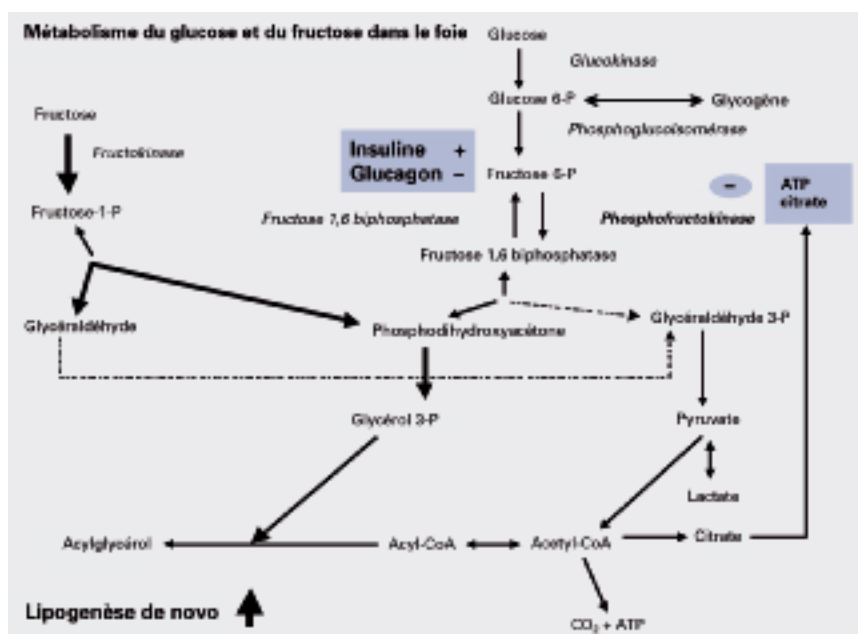 Métabolisme du glucose et du fructose dans le foie
Glucose
Glucokinase
Glucose 6-P
Glycogène
Fructose
Phosphoglucoisomérase
Fructokinase
Insuline +
Glucagon –
Fructose 6-P
–
ATP
citrate
Fructose-1-P
Fructose 1,6 biphosphatase
Phosphofructokinase
Fructose 1,6 biphosphatase
Glycéraldéhyde
Phosphodihydroxyacétone
Glycéraldéhyde 3-P
Glycérol 3-P
Pyruvate
Lactate
Acylglycérol
Acyl-CoA
Acetyl-CoA
Citrate
Lipogenèse de novo
CO₂ + ATP